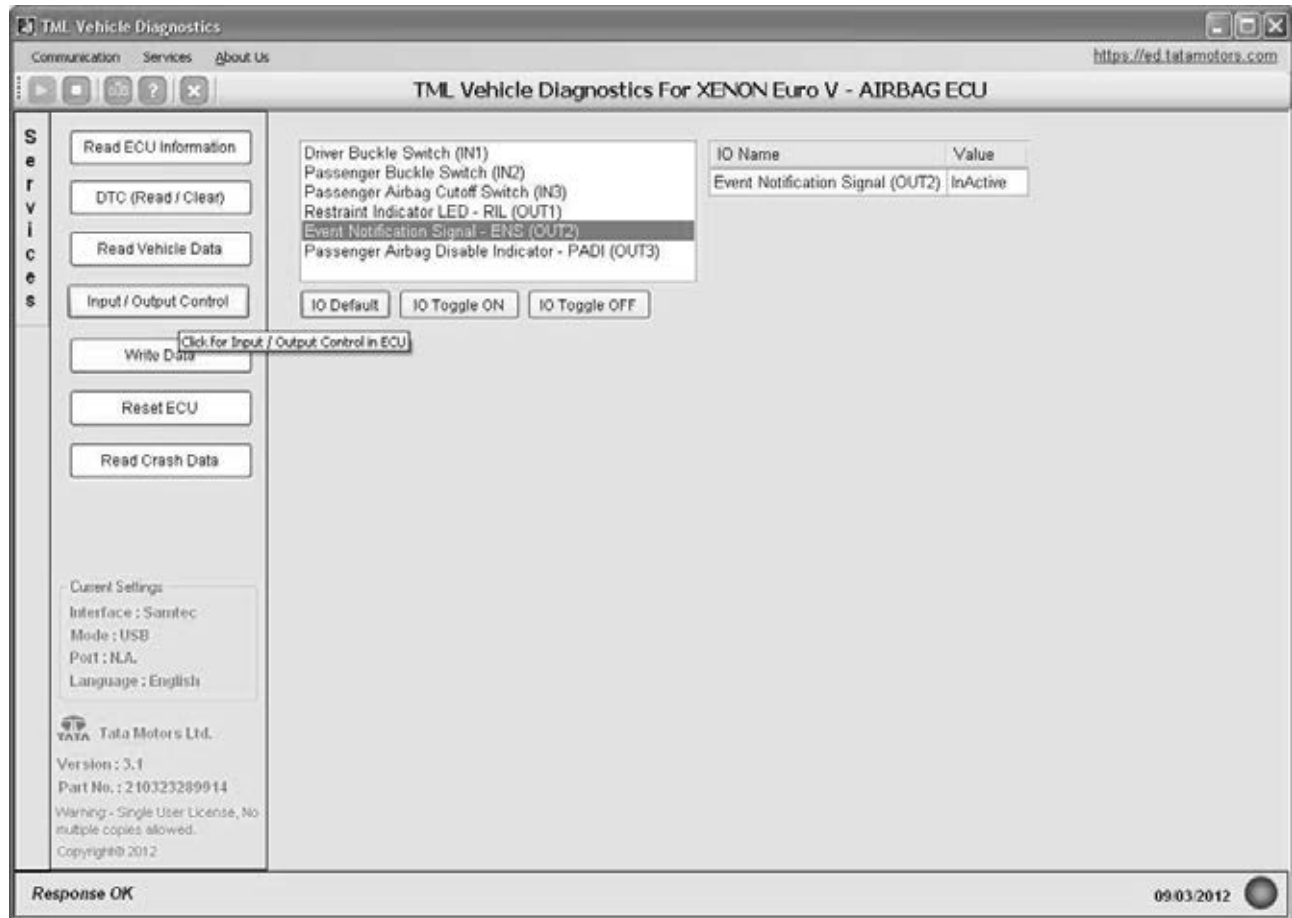 TML Vehicle Diagnostics
Communication Services About Us
https://ed.tatamotors.com
TML Vehicle Diagnostics For XENON Euro V - AIRBAG ECU
Services
Read ECU Information
DTC (Read / Clear)
Read Vehicle Data
Input / Output Control
Click for Input / Output Control in ECU
Write Data
Reset ECU
Read Crash Data
Driver Buckle Switch (IN1)
Passenger Buckle Switch (IN2)
Passenger Airbag Cutoff Switch (IN3)
Restraint Indicator LED - RIL (OUT1)
Event Notification Signal - ENS (OUT2)
Passenger Airbag Disable Indicator - PADI (OUT3)
IO Default IO Toggle ON IO Toggle OFF
IO Name Value
Event Notification Signal (OUT2) InActive
Current Settings
Interface : Samtec
Mode : USB
Port : N.A.
Language : English
TATA Tata Motors Ltd.
Version : 3.1
Part No. : 210323289914
Warning:- Single User License, No
multiple copies allowed.
Copyright© 2012
Response OK
09/03/2012